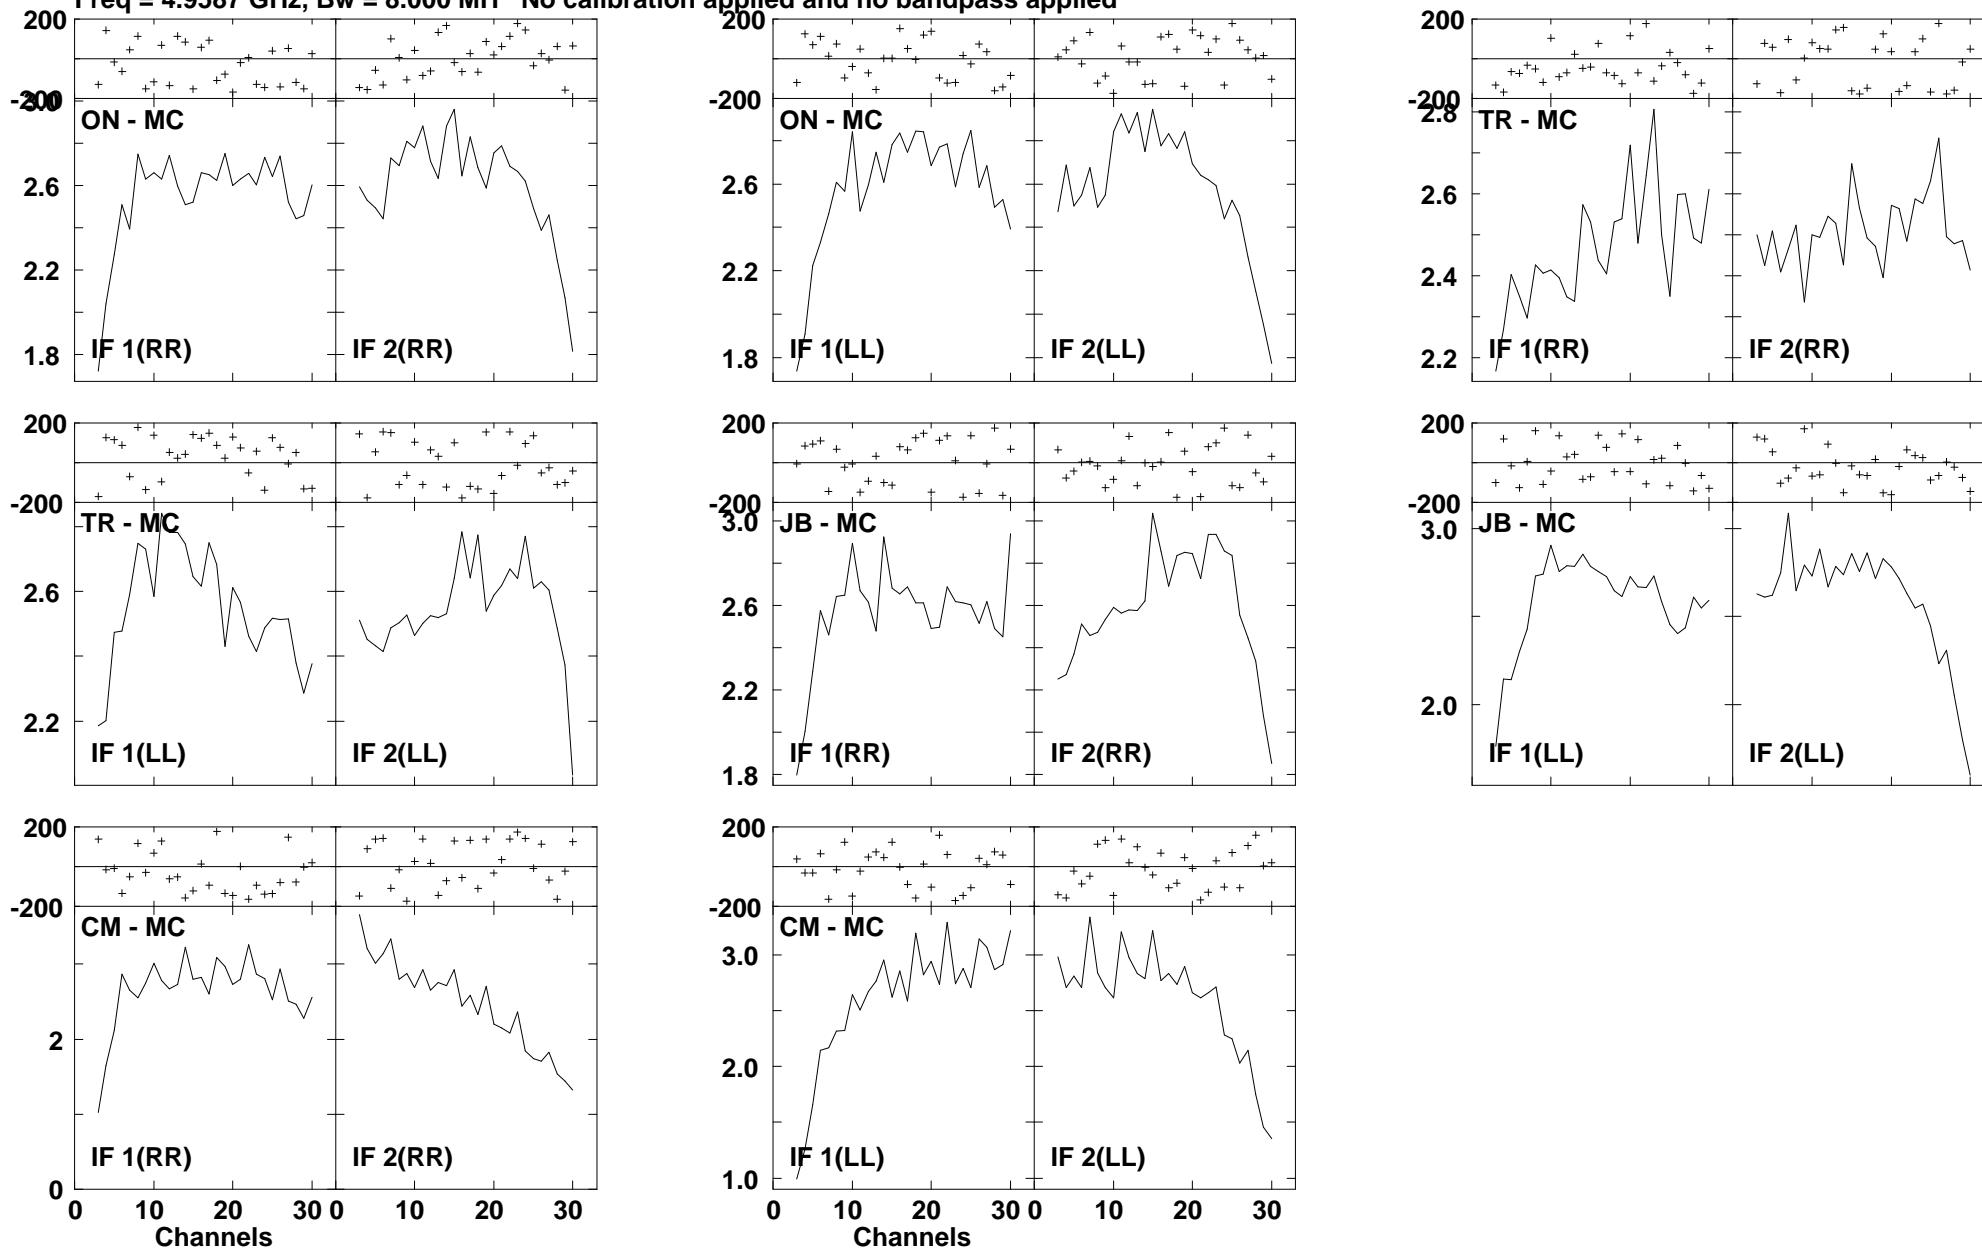 Freq = 4.9587 GHz, Bw = 8.000 MH No calibration applied and no bandpass applied
200 200 200
-200 -200 -200
3.0 2.8
ON - MC ON - MC TR - MC
2.6 2.6 2.6
2.2 2.2 2.4
1.8 1.8 2.2
IF 1(RR) IF 2(RR) IF 1(LL) IF 2(LL) IF 1(RR) IF 2(RR)
200 200 200
-200 -200 -200
TR - MC JB - MC JB - MC
3.0 3.0
2.6 2.6
2.2 2.2 2.0
1.8
IF 1(LL) IF 2(LL) IF 1(RR) IF 2(RR) IF 1(LL) IF 2(LL)
200 200
-200 -200
CM - MC CM - MC
3.0
2 2.0
IF 1(RR) IF 2(RR) IF 1(LL) IF 2(LL)
0 1.0
0 10 20 30 0 10 20 30 0 10 20 30 0 10 20 30
Channels Channels